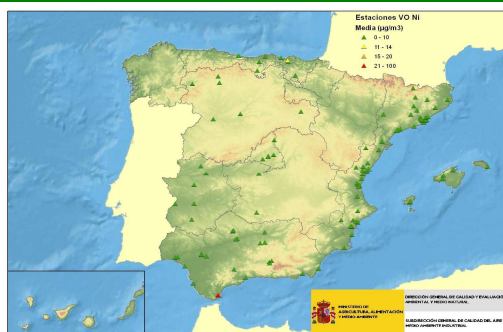 Estaciones VO Ni
Media (µg/m3)
0 - 10
11 - 14
15 - 20
21 - 100
MINISTERIO DE
AGRICULTURA, ALIMENTACIÓN
Y MEDIO AMBIENTE
DIRECCIÓN GENERAL DE CALIDAD Y EVALUACIÓ
AMBIENTAL Y MEDIO NATURAL
SUBDIRECCIÓN GENERAL DE CALIDAD DEL AIRE
MEDIO AMBIENTE INDUSTRIAL